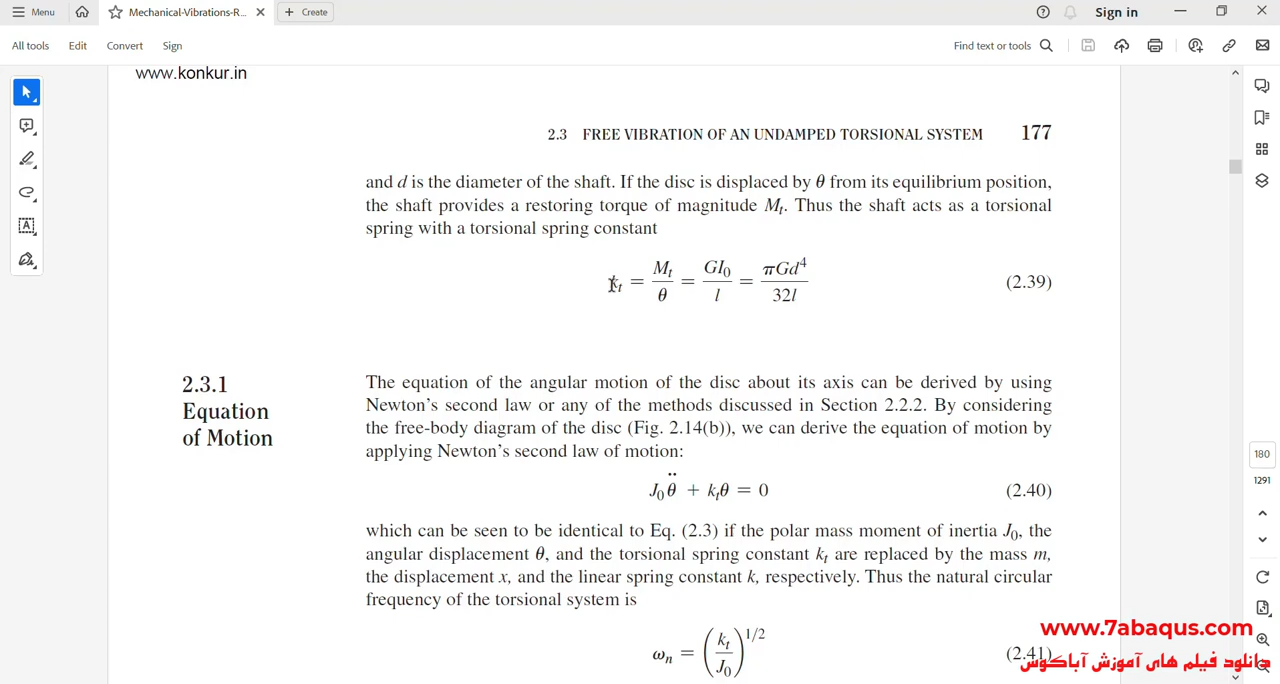 Menu
Mechanical-Vibrations-R...
+ Create
Sign in
All tools Edit Convert Sign
Find text or tools
www.konkur.in
2.3 FREE VIBRATION OF AN UNDAMPED TORSIONAL SYSTEM 177
and d is the diameter of the shaft. If the disc is displaced by θ from its equilibrium position,
the shaft provides a restoring torque of magnitude Mₜ. Thus the shaft acts as a torsional
spring with a torsional spring constant
kₜ = Mₜ/θ = GI₀/l = πGd⁴/32l (2.39)
2.3.1
Equation
of Motion
The equation of the angular motion of the disc about its axis can be derived by using
Newton's second law or any of the methods discussed in Section 2.2.2. By considering
the free-body diagram of the disc (Fig. 2.14(b)), we can derive the equation of motion by
applying Newton's second law of motion:
J₀θ̈ + kₜθ = 0 (2.40)
which can be seen to be identical to Eq. (2.3) if the polar mass moment of inertia J₀, the
angular displacement θ, and the torsional spring constant kₜ are replaced by the mass m,
the displacement x, and the linear spring constant k, respectively. Thus the natural circular
frequency of the torsional system is
ωₙ = (kₜ/J₀)^1/2 (2.41)
180
1291
www.7abaqus.com
دانلود فیلم های آموزش آباکوس